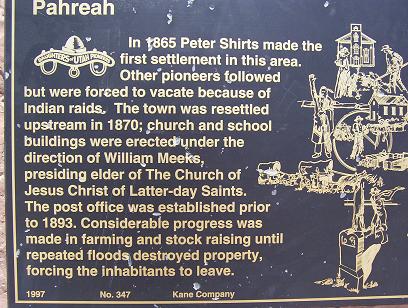 Pahreah
DAUGHTERS OF UTAH PIONEERS
In 1865 Peter Shirts made the
first settlement in this area.
Other pioneers followed
but were forced to vacate because of
Indian raids. The town was resettled
upstream in 1870; church and school
buildings were erected under the
direction of William Meeks,
presiding elder of The Church of
Jesus Christ of Latter-day Saints.
The post office was established prior
to 1893. Considerable progress was
made in farming and stock raising until
repeated floods destroyed property,
forcing the inhabitants to leave.
1997 No. 347 Kane Company